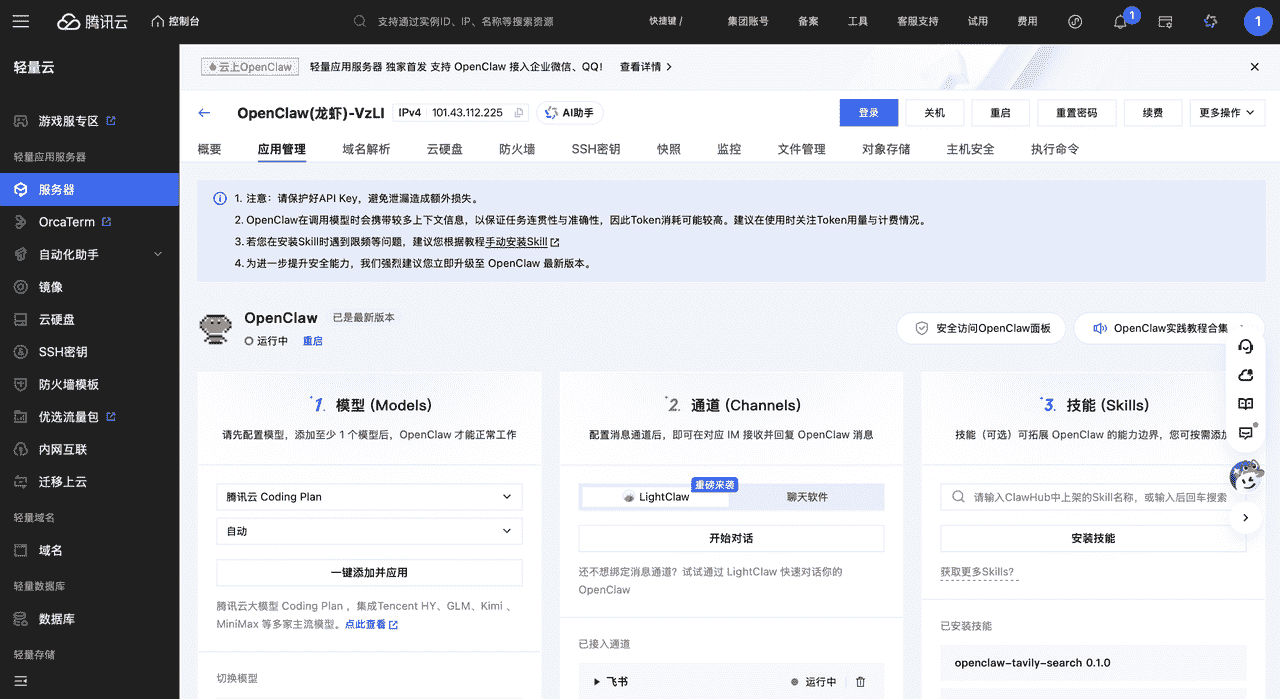 腾讯云
控制台
支持通过实例ID、IP、名称等搜索资源
快捷键 /
集团账号
备案
工具
客服支持
试用
费用
1
1
轻量云
游戏服专区
轻量应用服务器
服务器
OrcaTerm
自动化助手
镜像
云硬盘
SSH密钥
防火墙模板
优选流量包
内网互联
迁移上云
轻量域名
域名
轻量数据库
数据库
轻量存储
云上OpenClaw
轻量应用服务器 独家首发 支持 OpenClaw 接入企业微信、QQ!
查看详情
OpenClaw(龙虾)-VzLI
IPv4 101.43.112.225
AI助手
登录
关机
重启
重置密码
续费
更多操作
概要
应用管理
域名解析
云硬盘
防火墙
SSH密钥
快照
监控
文件管理
对象存储
主机安全
执行命令
1. 注意：请保护好API Key，避免泄漏造成额外损失。
2. OpenClaw在调用模型时会携带较多上下文信息，以保证任务连贯性与准确性，因此Token消耗可能较高。建议在使用时关注Token用量与计费情况。
3. 若您在安装Skill时遇到限频等问题，建议您根据教程手动安装Skill
4. 为进一步提升安全能力，我们强烈建议您立即升级至 OpenClaw 最新版本。
OpenClaw
已是最新版本
运行中
重启
安全访问OpenClaw面板
OpenClaw实践教程合集
1. 模型 (Models)
请先配置模型，添加至少 1 个模型后，OpenClaw 才能正常工作
腾讯云 Coding Plan
自动
一键添加并应用
腾讯云大模型 Coding Plan ，集成Tencent HY、GLM、Kimi 、
MiniMax 等多家主流模型。点此查看
切换模型
2. 通道 (Channels)
配置消息通道后，即可在对应 IM 接收并回复 OpenClaw 消息
重磅来袭
LightClaw
聊天软件
开始对话
还不想绑定消息通道？试试通过 LightClaw 快速对话你的
OpenClaw
已接入通道
飞书
运行中
3. 技能 (Skills)
技能（可选）可拓展 OpenClaw 的能力边界，您可按需添加
请输入ClawHub中上架的Skill名称，或输入后回车搜索
安装技能
获取更多Skills?
已安装技能
openclaw-tavily-search 0.1.0